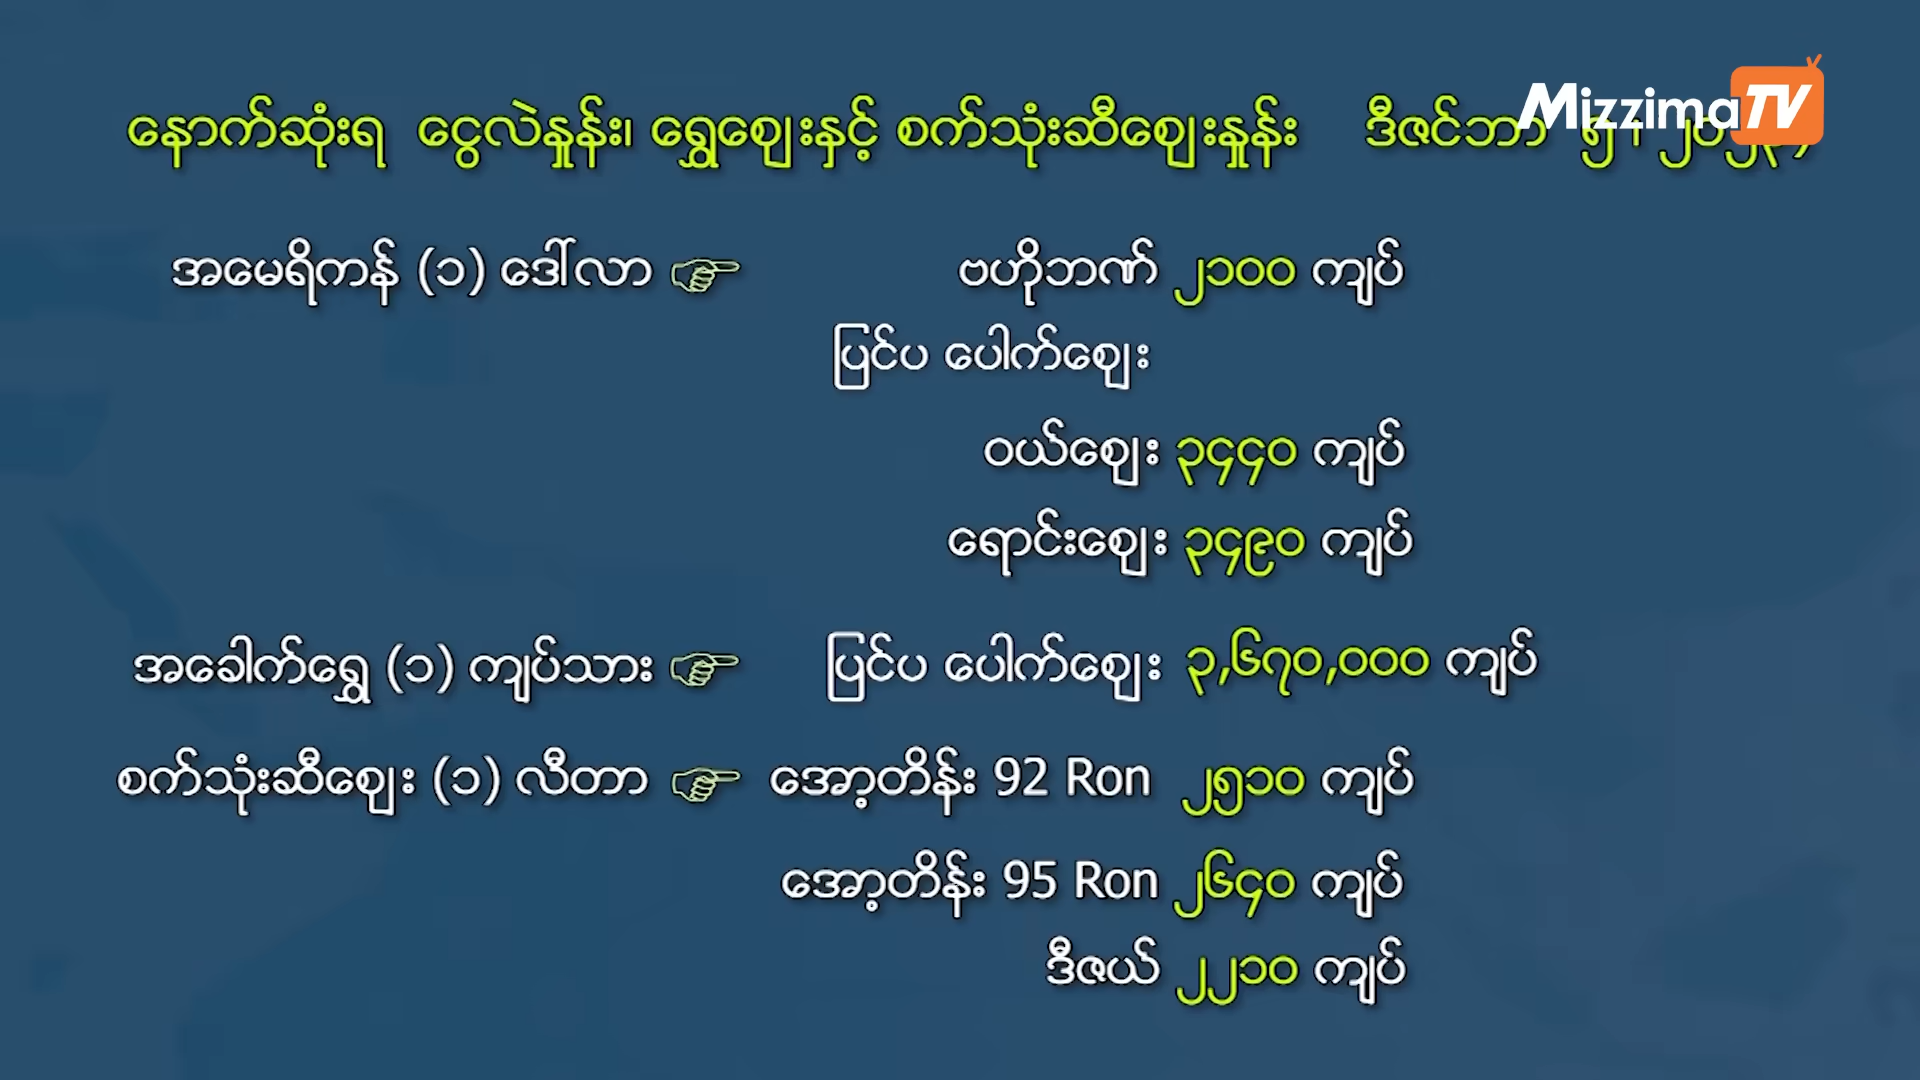 နောက်ဆုံးရ ငွေလဲနှုန်း၊ ရွှေဈေးနှင့် စက်သုံးဆီဈေးနှုန်း ဒီဇင်ဘာ ၅၊
MizzimaTV
အမေရိကန် (၁) ဒေါ်လာ 👉 ဗဟိုဘဏ် ၂၁၀၀ ကျပ်
ပြင်ပ ပေါက်ဈေး
ဝယ်ဈေး ၃၄၄၀ ကျပ်
ရောင်းဈေး ၃၄၉၀ ကျပ်
အခေါက်ရွှေ (၁) ကျပ်သား 👉 ပြင်ပ ပေါက်ဈေး ၃,၆၇၀,၀၀၀ ကျပ်
စက်သုံးဆီဈေး (၁) လီတာ 👉 အော့တိန်း 92 Ron ၂၅၁၀ ကျပ်
အော့တိန်း 95 Ron ၂၆၄၀ ကျပ်
ဒီဇယ် ၂၂၁၀ ကျပ်